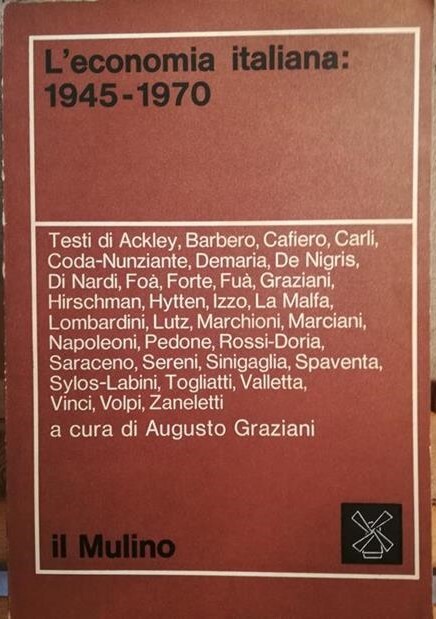 L'economia italiana:
1945-1970
Testi di Ackley, Barbero, Cafiero, Carli,
Coda-Nunziante, Demaria, De Nigris,
Di Nardi, Foà, Forte, Fuà, Graziani,
Hirschman, Hytten, Izzo, La Malfa,
Lombardini, Lutz, Marchioni, Marciani,
Napoleoni, Pedone, Rossi-Doria,
Saraceno, Sereni, Sinigaglia, Spaventa,
Sylos-Labini, Togliatti, Valletta,
Vinci, Volpi, Zaneletti
a cura di Augusto Graziani
il Mulino